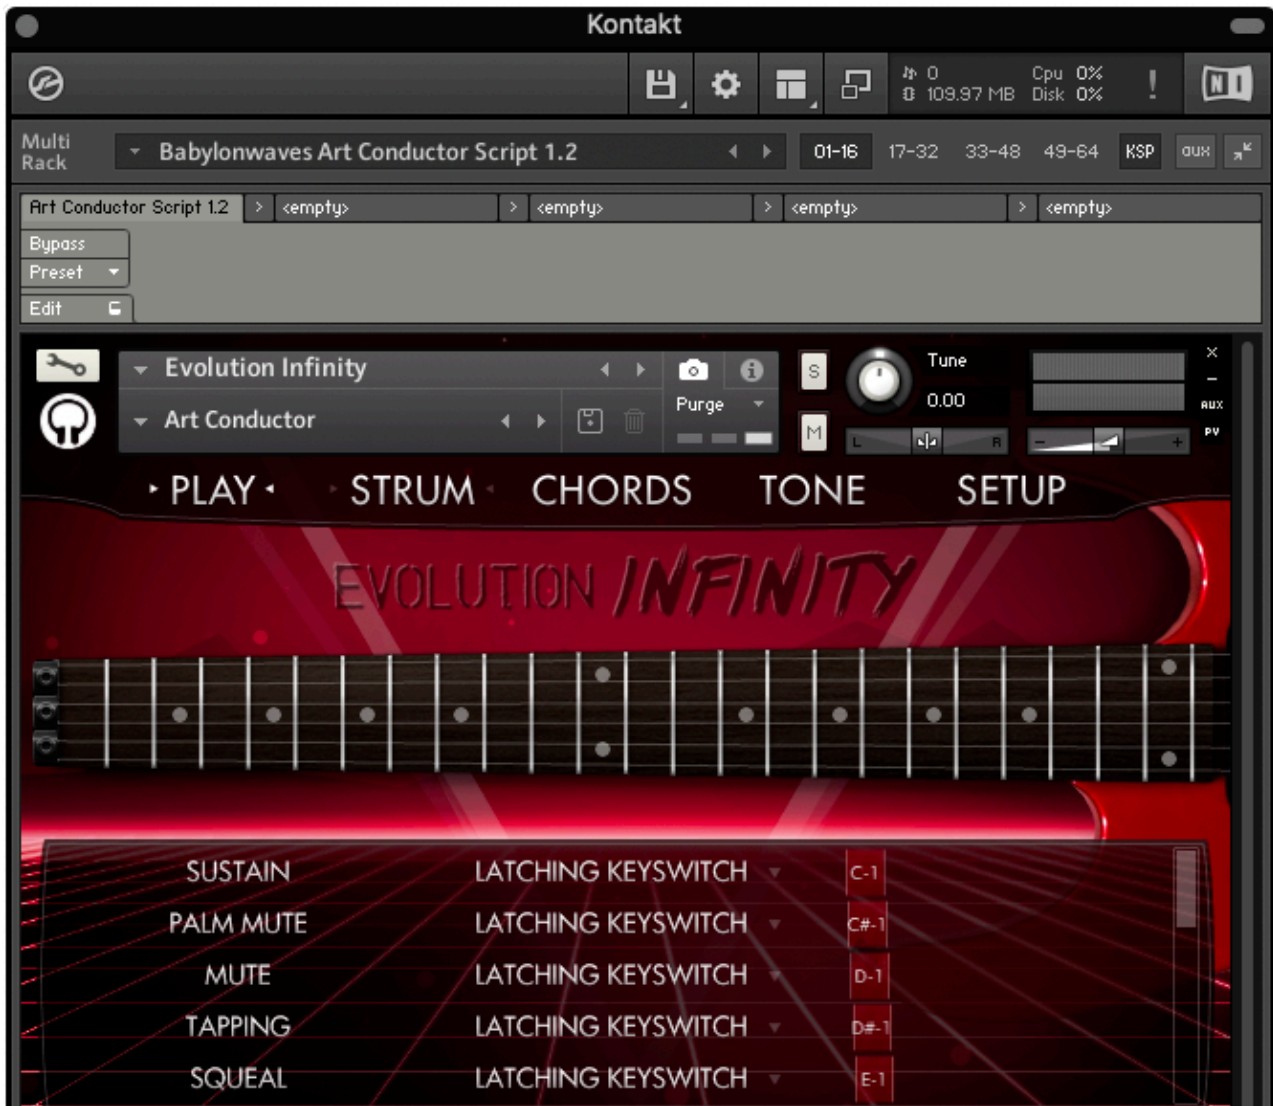 Kontakt
0 Cpu 0%
109.97 MB Disk 0% !
NI
Multi
Rack
Babylonwaves Art Conductor Script 1.2 01-16 17-32 33-48 49-64 KSP aux
Art Conductor Script 1.2 > <empty> > <empty> > <empty> > <empty>
Bypass
Preset
Edit
Evolution Infinity
S
Tune
0.00
Art Conductor
Purge
M
L R
- +
x
-
AUX
PV
PLAY STRUM CHORDS TONE SETUP
EVOLUTION INFINITY
SUSTAIN LATCHING KEYSWITCH C-1
PALM MUTE LATCHING KEYSWITCH C#-1
MUTE LATCHING KEYSWITCH D-1
TAPPING LATCHING KEYSWITCH D#-1
SQUEAL LATCHING KEYSWITCH E-1